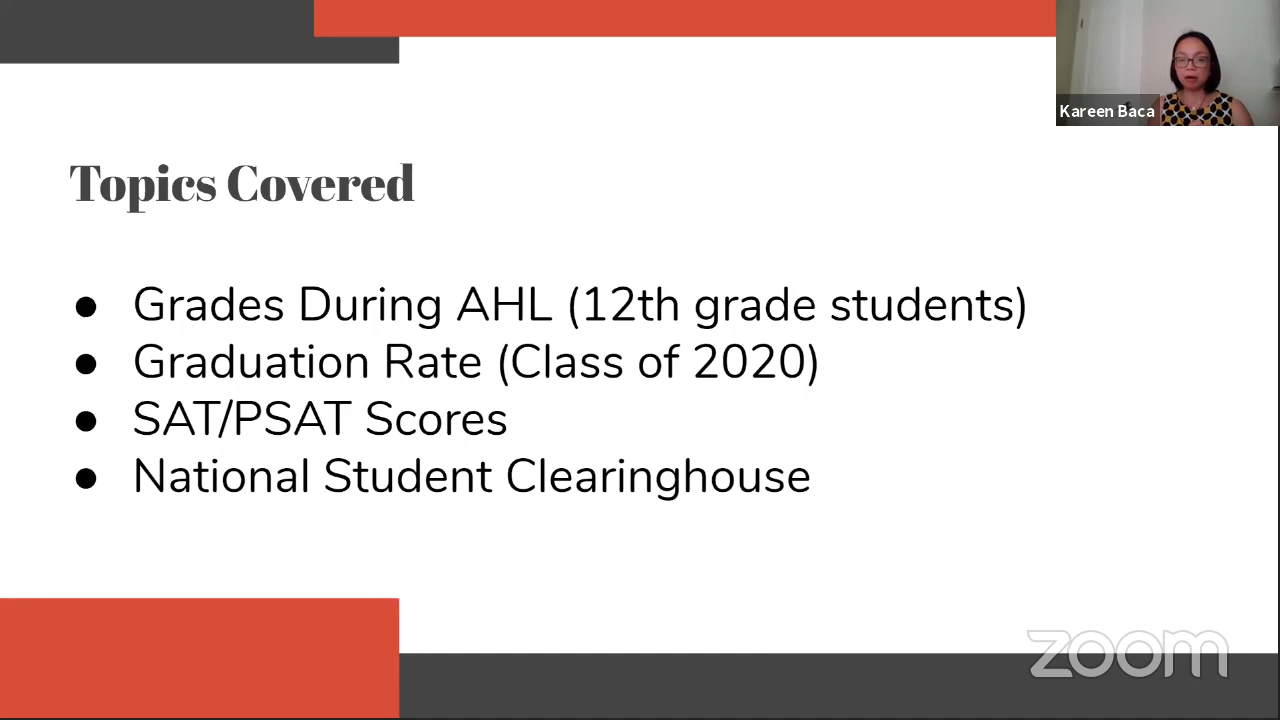 Kareen Baca
Topics Covered
● Grades During AHL (12th grade students)
● Graduation Rate (Class of 2020)
● SAT/PSAT Scores
● National Student Clearinghouse
zoom